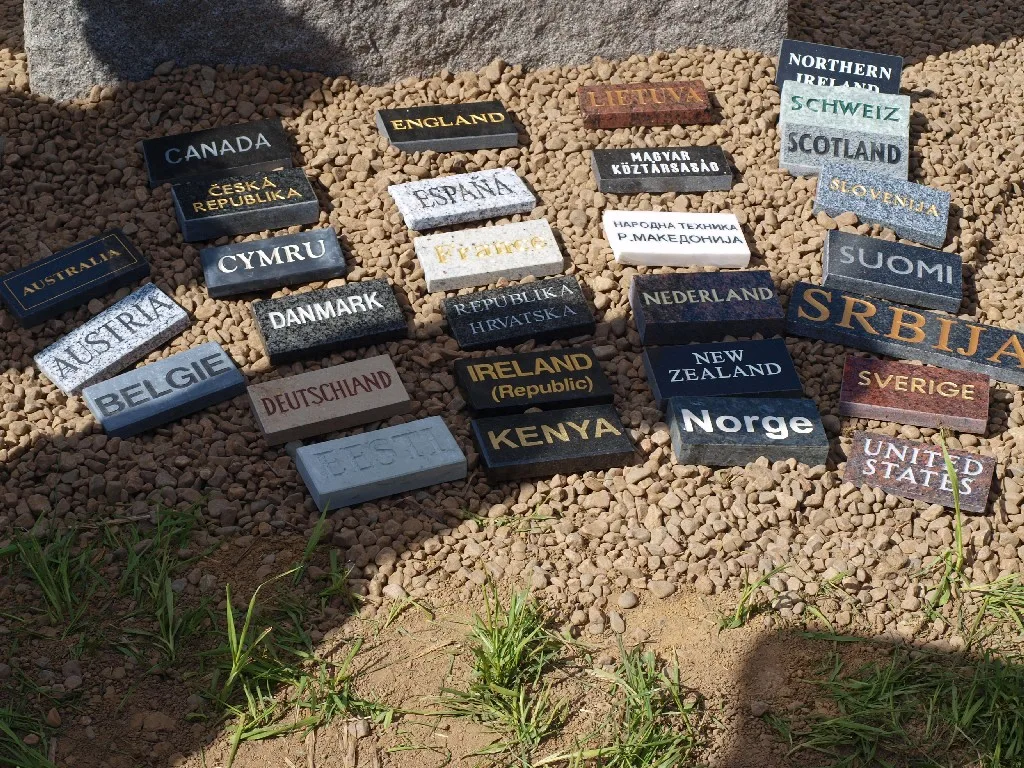 AUSTRALIA
AUSTRIA
BELGIE
CANADA
ČESKÁ
REPUBLIKA
CYMRU
DANMARK
DEUTSCHLAND
EESTI
ENGLAND
ESPAÑA
France
REPUBLIKA
HRVATSKA
IRELAND
(Republic)
KENYA
LIETUVA
MAGYAR
KÖZTÁRSASÁG
НАРОДНА ТЕХНИКА
Р.МАКЕДОНИЈА
NEDERLAND
NEW
ZEALAND
Norge
NORTHERN
IRELAND
SCHWEIZ
SCOTLAND
SLOVENIJA
SUOMI
SRBIJA
SVERIGE
UNITED
STATES